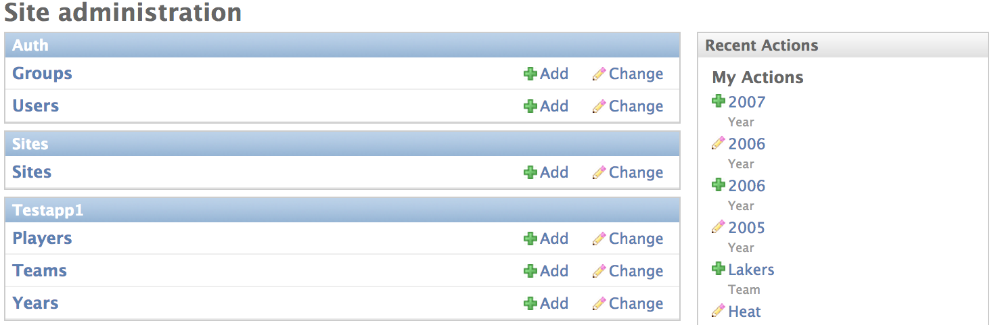 Site administration
Auth
Groups Add Change
Users Add Change
Sites
Sites Add Change
Testapp1
Players Add Change
Teams Add Change
Years Add Change
Recent Actions
My Actions
2007
Year
2006
Year
2006
Year
2005
Year
Lakers
Team
Heat